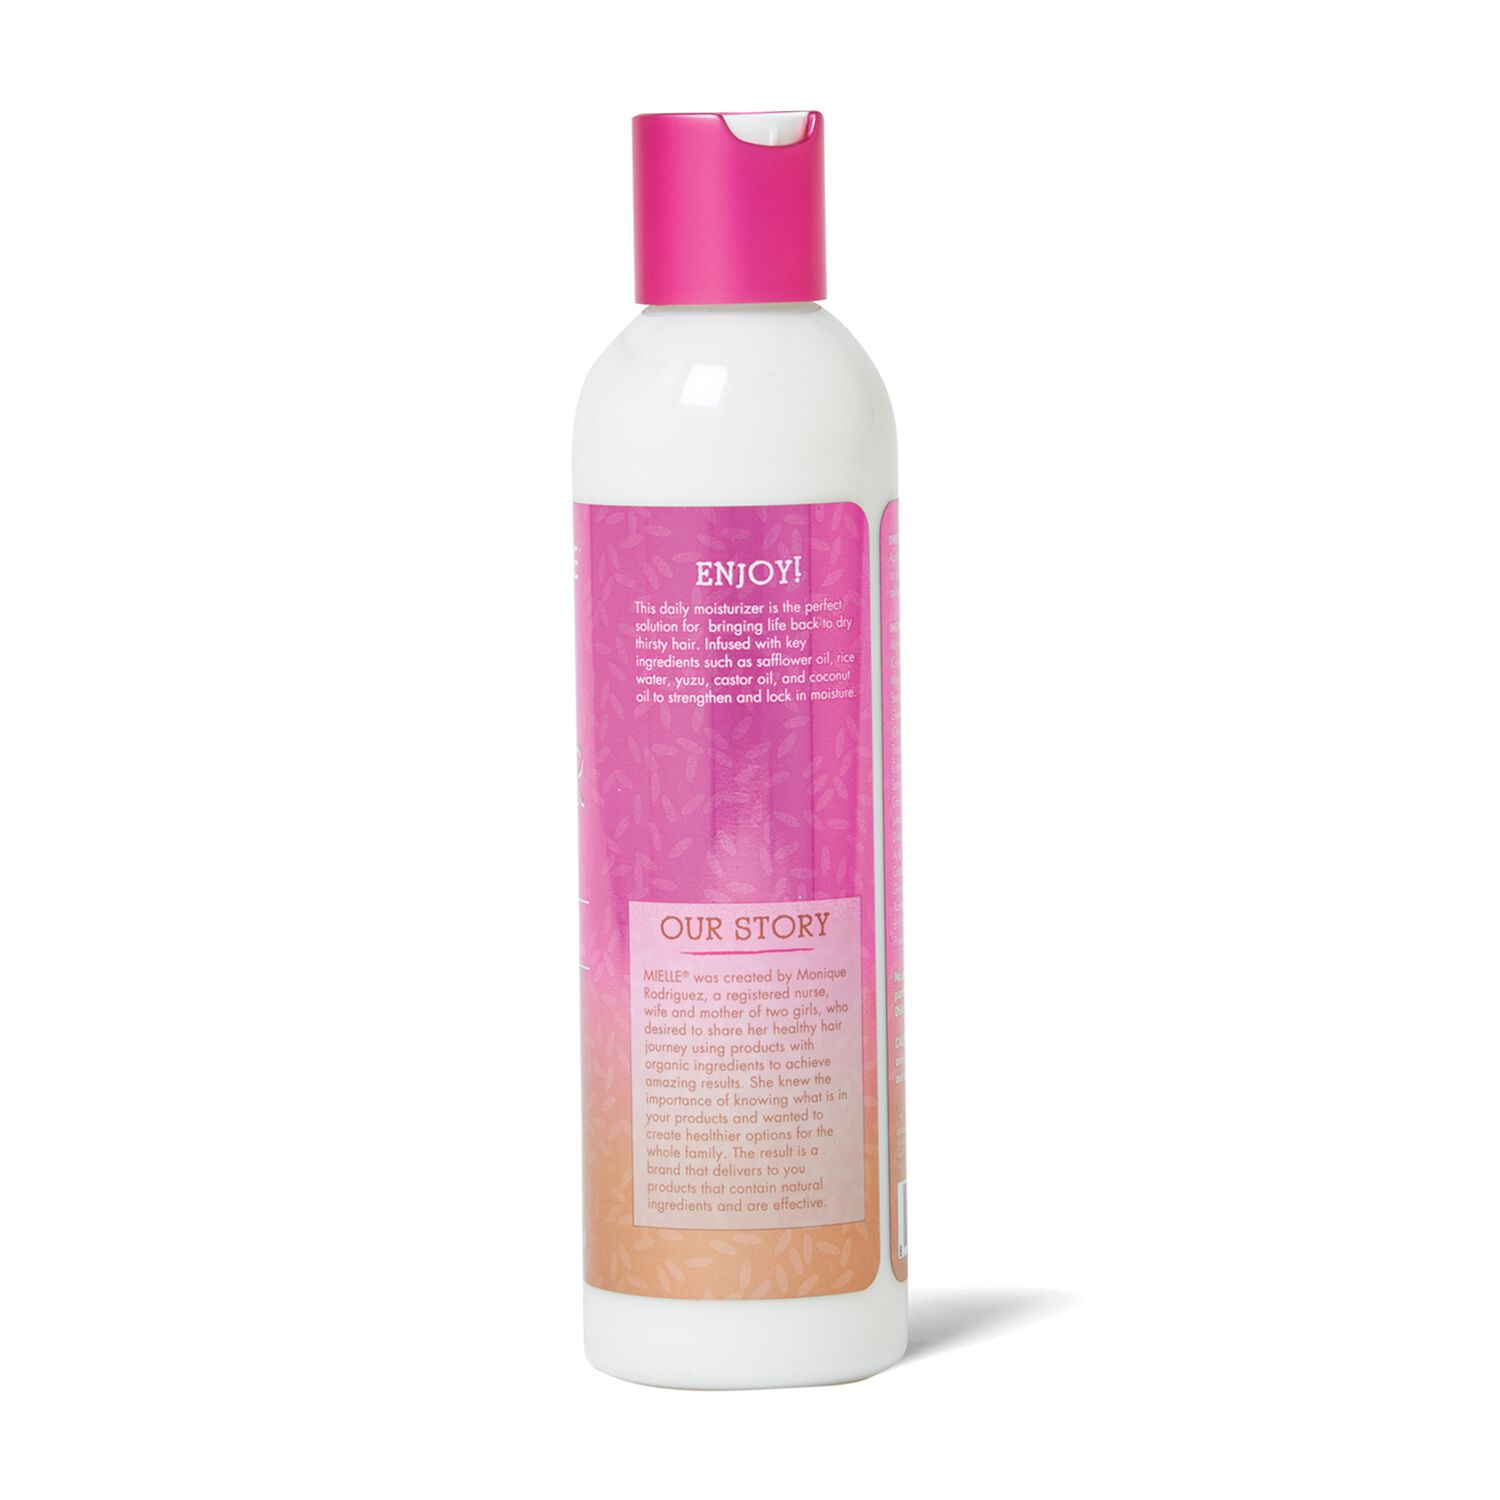 ENJOY!
This daily moisturizer is the perfect
solution for bringing life back to dry
thirsty hair. Infused with key
ingredients such as safflower oil, rice
water, yuzu, castor oil, and coconut
oil to strengthen and lock in moisture.
OUR STORY
MIELLE® was created by Monique
Rodriguez, a registered nurse,
wife and mother of two girls, who
desired to share her healthy hair
journey using products with
organic ingredients to achieve
amazing results. She knew the
importance of knowing what is in
your products and wanted to
create healthier options for the
whole family. The result is a
brand that delivers to you
products that contain natural
ingredients and are effective.